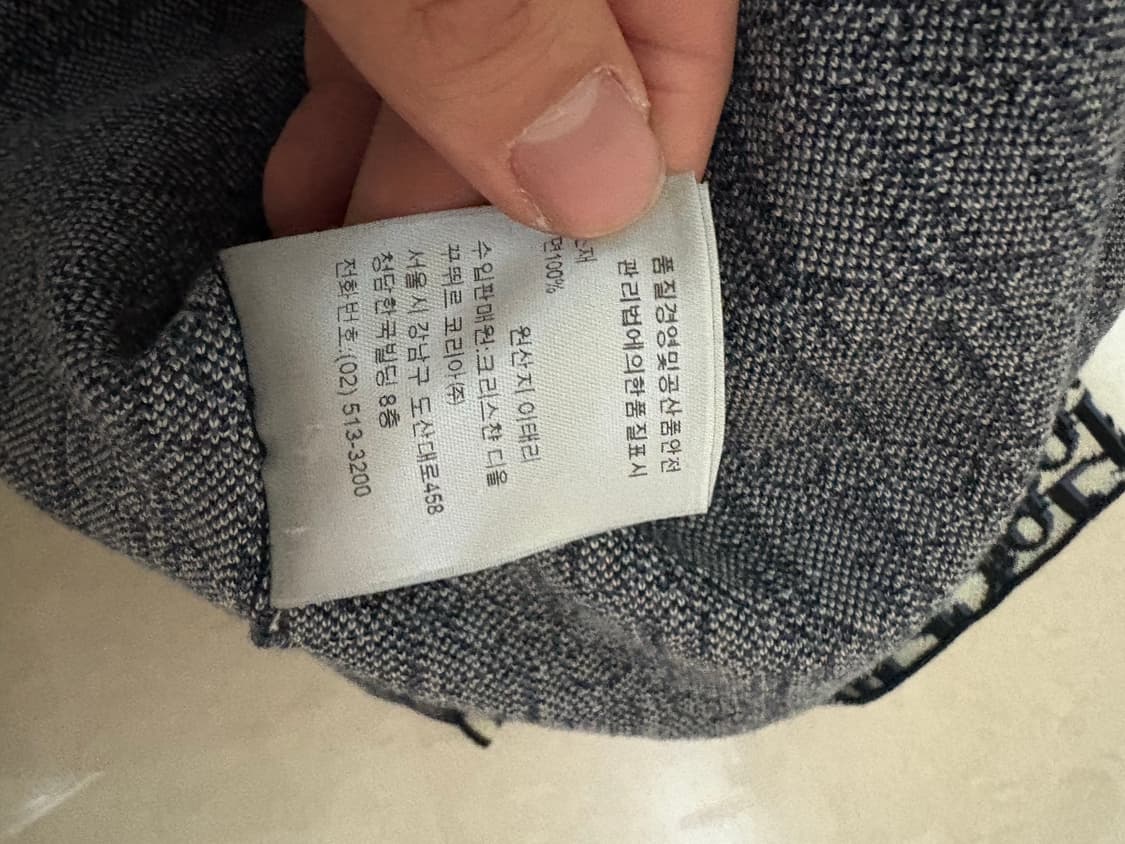 품질경영및공산품안전
관리법에의한품질표시
면100%
원산지 이태리
수입판매원:크리스찬 디올
꾸뛰르 코리아(주)
서울시 강남구 도산대로458
청담한국빌딩 8층
전화번호:(02) 513-3200